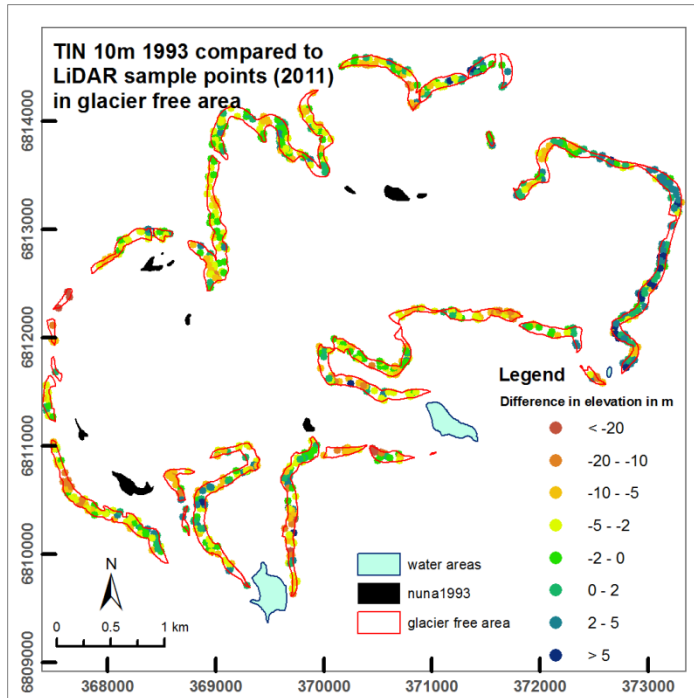 TIN 10m 1993 compared to
LiDAR sample points (2011)
in glacier free area
6814000
6813000
6812000
6811000
6810000
6809000
Legend
Difference in elevation in m
< -20
-20 - -10
-10 - -5
-5 - -2
-2 - 0
0 - 2
2 - 5
> 5
water areas
nuna1993
glacier free area
N
0 0.5 1 km
368000 369000 370000 371000 372000 373000